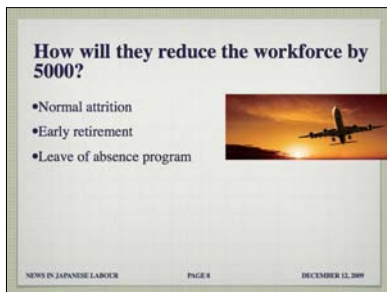 How will they reduce the workforce by
5000?
•Normal attrition
•Early retirement
•Leave of absence program
NEWS IN JAPANESE LABOUR PAGE 8 DECEMBER 12, 2009